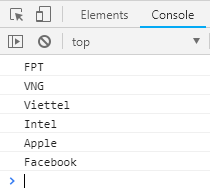 Elements Console
top
FPT
VNG
Viettel
Intel
Apple
Facebook